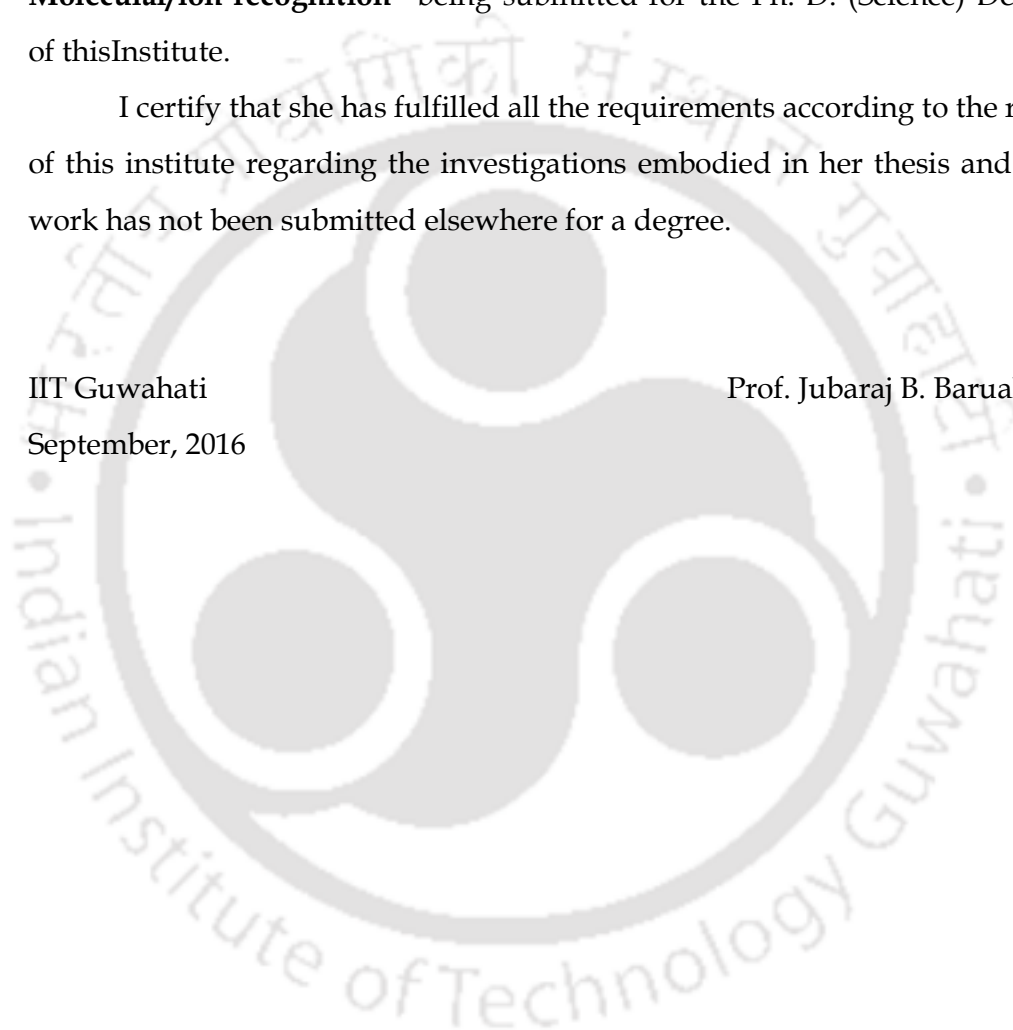 Molecular/Ion recognition" being submitted for the Ph. D. (Science)
of thisInstitute.
I certify that she has fulfilled all the requirements according to the
of this institute regarding the investigations embodied in her thesis and
work has not been submitted elsewhere for a degree.
IIT Guwahati Prof. Jubaraj B.
September, 2016
भारतीय प्रौद्योगिकी संस्थान गुवाहाटी
Indian Institute of Technology Guwahati